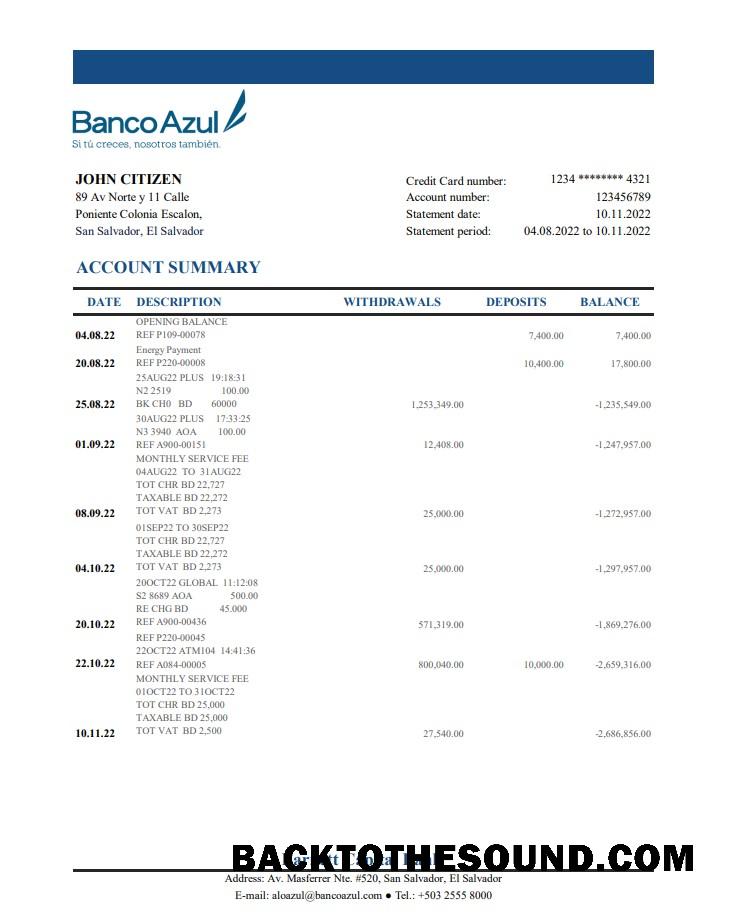 Banco Azul
Si tú creces, nosotros también.
JOHN CITIZEN
89 Av Norte y 11 Calle
Poniente Colonia Escalon,
San Salvador, El Salvador
Credit Card number: 1234 ******** 4321
Account number: 123456789
Statement date: 10.11.2022
Statement period: 04.08.2022 to 10.11.2022
ACCOUNT SUMMARY
DATE DESCRIPTION WITHDRAWALS DEPOSITS BALANCE
OPENING BALANCE
04.08.22 REF P109-00078 7,400.00 7,400.00
Energy Payment
20.08.22 REF P220-00008 10,400.00 17,800.00
25AUG22 PLUS 19:18:31
N2 2519 100.00
25.08.22 BK CH0 BD 60000 1,253,349.00 -1,235,549.00
30AUG22 PLUS 17:33:25
N3 3940 AOA 100.00
01.09.22 REF A900-00151 12,408.00 -1,247,957.00
MONTHLY SERVICE FEE
04AUG22 TO 31AUG22
TOT CHR BD 22,727
TAXABLE BD 22,272
08.09.22 TOT VAT BD 2,273 25,000.00 -1,272,957.00
01SEP22 TO 30SEP22
TOT CHR BD 22,727
TAXABLE BD 22,272
04.10.22 TOT VAT BD 2,273 25,000.00 -1,297,957.00
20OCT22 GLOBAL 11:12:08
S2 8689 AOA 500.00
RE CHG BD 45.000
20.10.22 REF A900-00436 571,319.00 -1,869,276.00
REF P220-00045
22OCT22 ATM104 14:41:36
22.10.22 REF A084-00005 800,040.00 10,000.00 -2,659,316.00
MONTHLY SERVICE FEE
01OCT22 TO 31OCT22
TOT CHR BD 25,000
TAXABLE BD 25,000
10.11.22 TOT VAT BD 2,500 27,540.00 -2,686,856.00
BACKTOTHESOUND.COM
Address: Av. Masferrer Nte. #520, San Salvador, El Salvador
E-mail: aloazul@bancoazul.com ● Tel.: +503 2555 8000